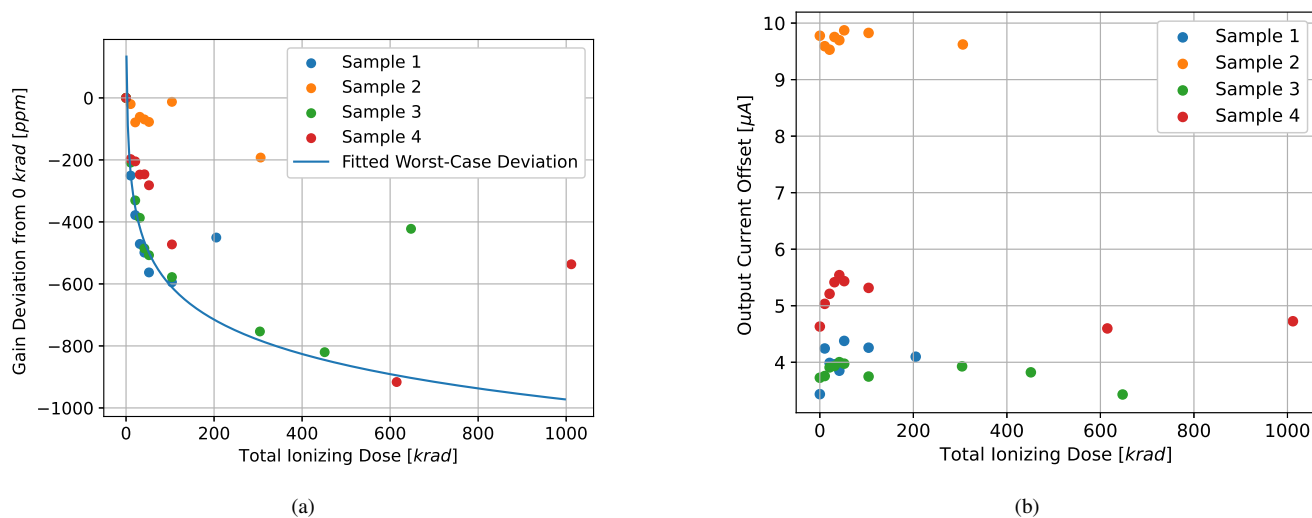 0
−200
−400
−600
−800
−1000
Gain Deviation from 0 krad [ppm]
Sample 1
Sample 2
Sample 3
Sample 4
Fitted Worst-Case Deviation
0 200 400 600 800 1000
Total Ionizing Dose [krad]
(a)
10
9
8
7
6
5
4
Output Current Offset [μA]
Sample 1
Sample 2
Sample 3
Sample 4
0 200 400 600 800 1000
Total Ionizing Dose [krad]
(b)